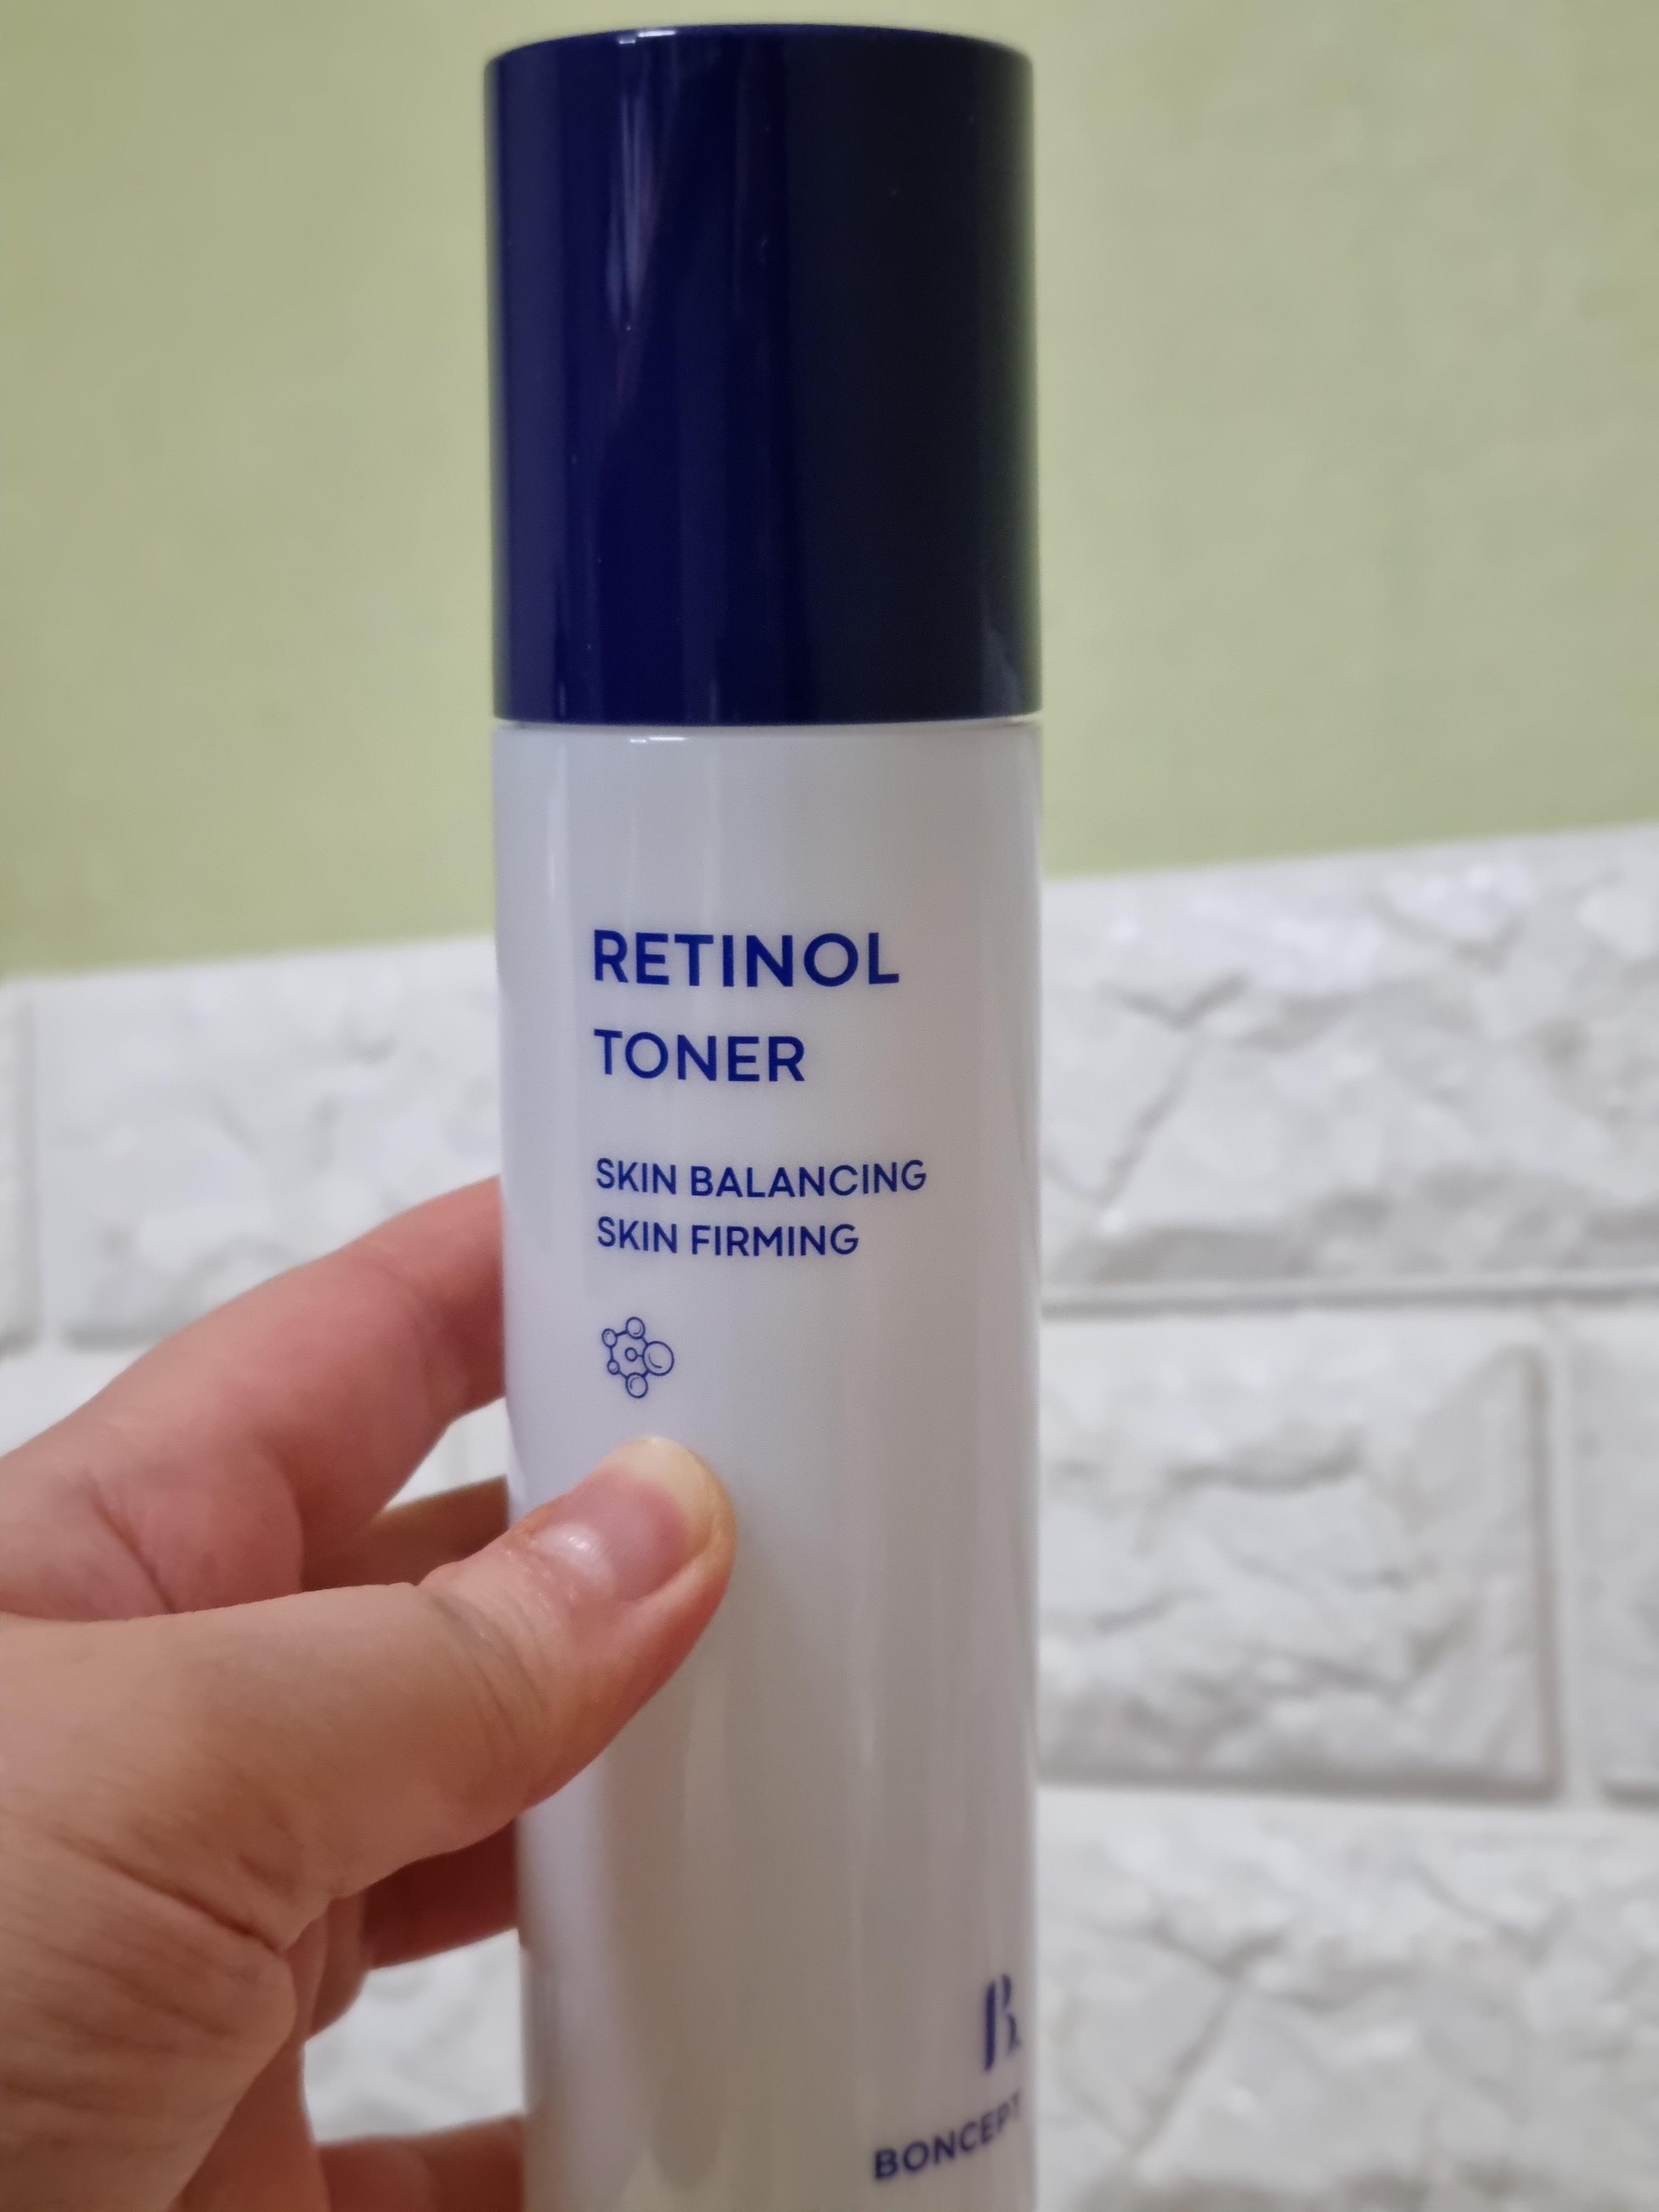 RETINOL
TONER
SKIN BALANCING
SKIN FIRMING
B.
BONCEPT